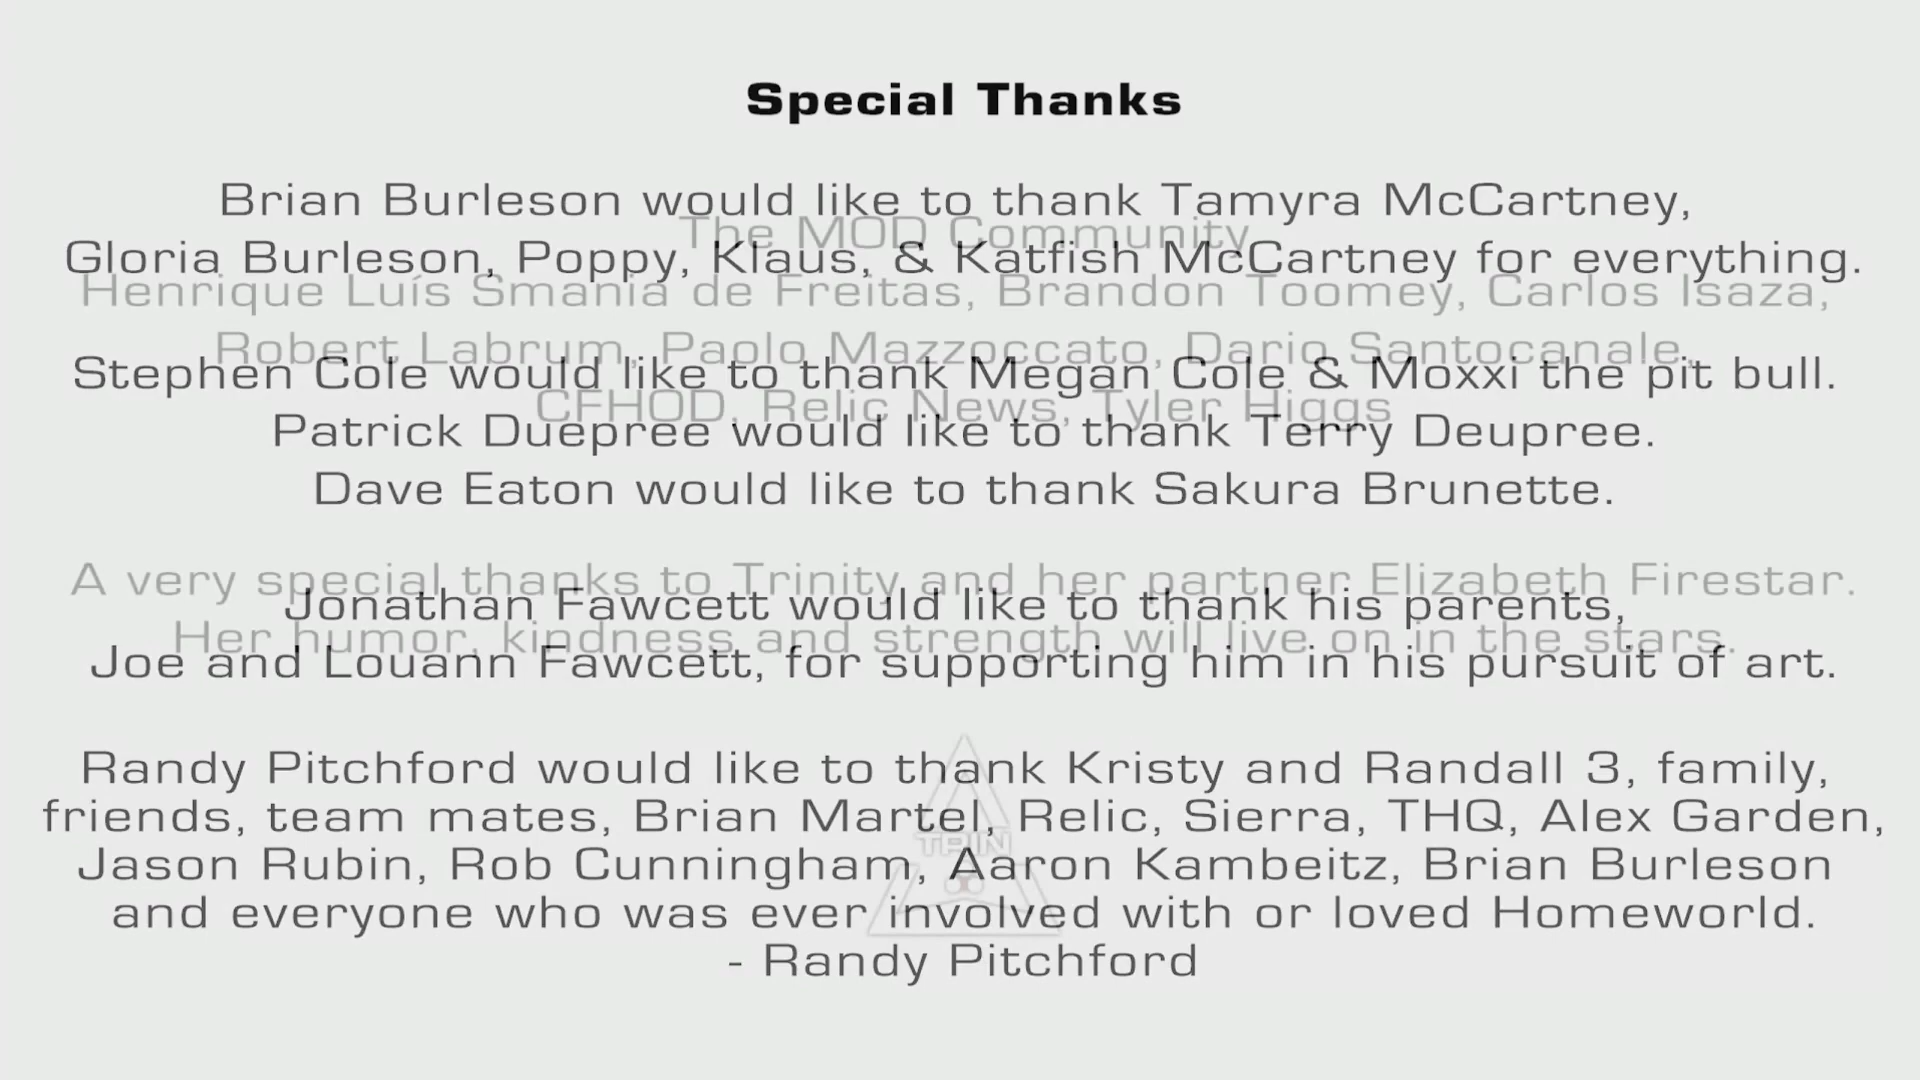 Special Thanks
Brian Burleson would like to thank Tamyra McCartney,
The MOD Community
Gloria Burleson, Poppy, Klaus, & Katfish McCartney for everything.
Henrique Luís Smania de Freitas, Brandon Toomey, Carlos Isaza,
Robert Labrum, Paolo Mazzoccato, Dario Santocanale,
Stephen Cole would like to thank Megan Cole & Moxxi the pit bull.
CFHOD, Relic News, Tyler Higgs
Patrick Duepree would like to thank Terry Deupree.
Dave Eaton would like to thank Sakura Brunette.
A very special thanks to Trinity and her partner Elizabeth Firestar.
Jonathan Fawcett would like to thank his parents,
Her humor, kindness and strength will live on in the stars.
Joe and Louann Fawcett, for supporting him in his pursuit of art.
Randy Pitchford would like to thank Kristy and Randall 3, family,
friends, team mates, Brian Martel, Relic, Sierra, THQ, Alex Garden,
TRIN
Jason Rubin, Rob Cunningham, Aaron Kambeitz, Brian Burleson
and everyone who was ever involved with or loved Homeworld.
- Randy Pitchford